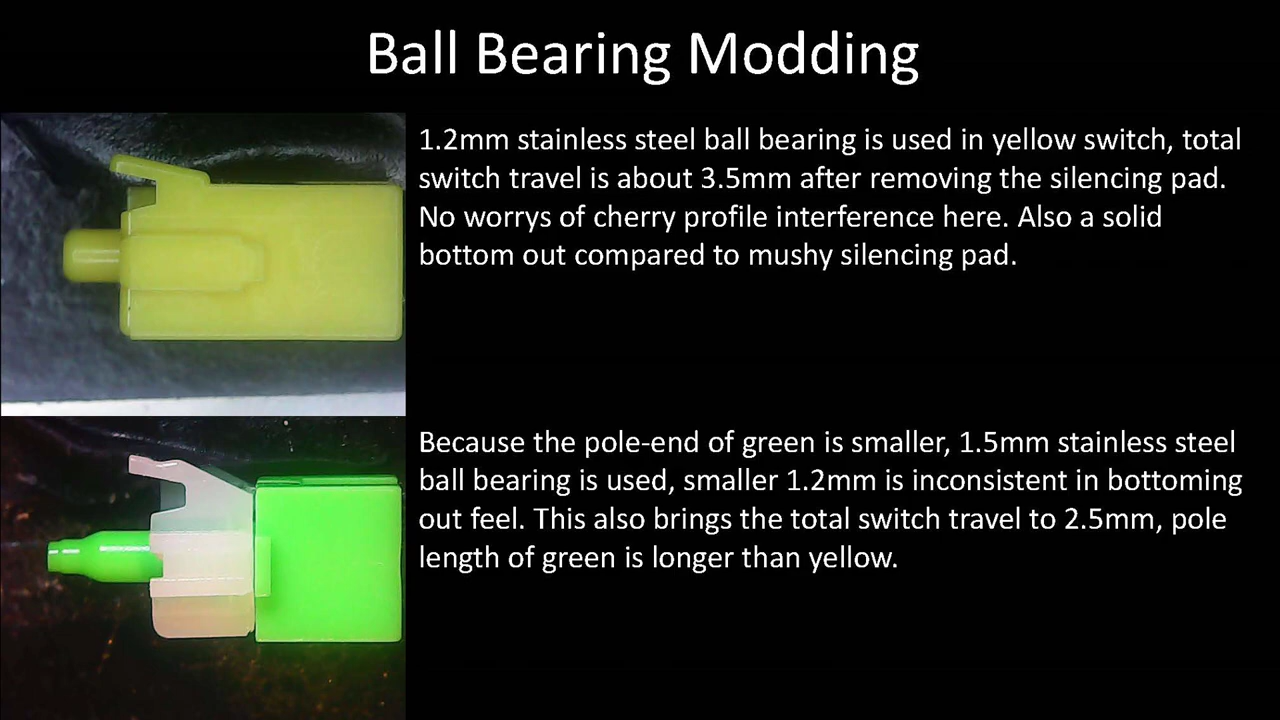 Ball Bearing Modding
1.2mm stainless steel ball bearing is used in yellow switch, total
switch travel is about 3.5mm after removing the silencing pad.
No worrys of cherry profile interference here. Also a solid
bottom out compared to mushy silencing pad.
Because the pole-end of green is smaller, 1.5mm stainless steel
ball bearing is used, smaller 1.2mm is inconsistent in bottoming
out feel. This also brings the total switch travel to 2.5mm, pole
length of green is longer than yellow.